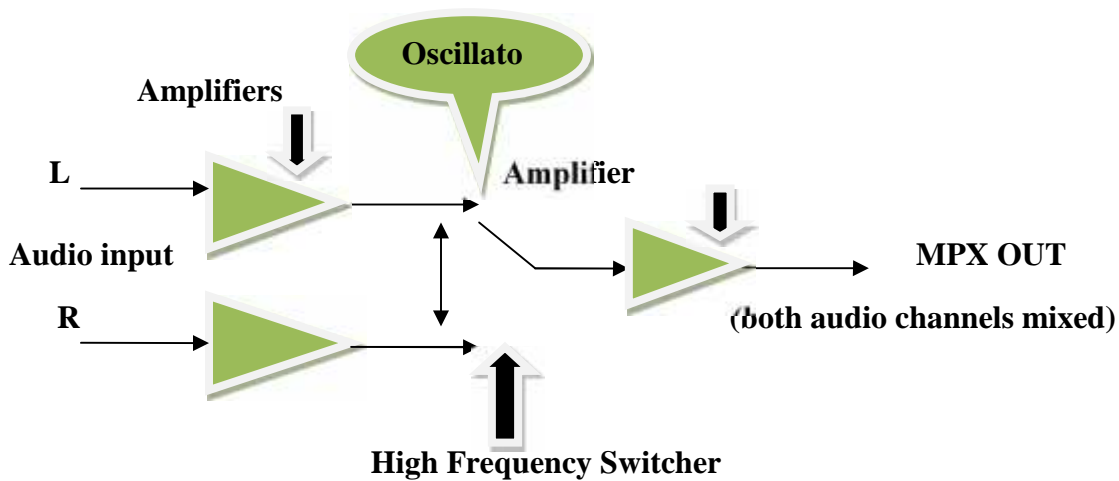 Oscillato
Amplifiers
L
Amplifier
Audio input
MPX OUT
R
(both audio channels mixed)
High Frequency Switcher